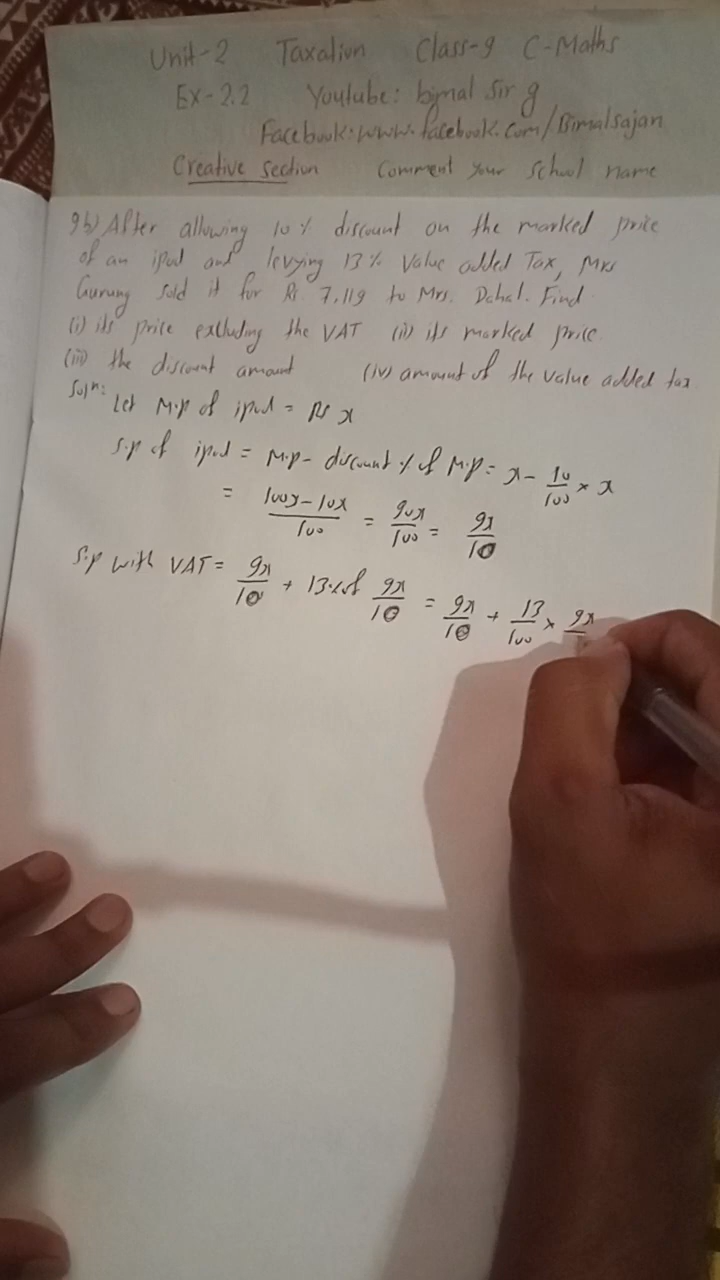 Unit-2 Taxation Class-9 C-Maths
EX-2.2 Youtube: bimal sir g
Facebook:www.facebook.com/Bimalsajan
Creative section Comment your school name
9b) After allowing 10% discount on the marked price
of an ipod and levying 13% Value added Tax, Mrs
Gurung sold it for Rs. 7,119 to Mrs. Dahal. Find
(i) its price excluding the VAT (ii) its marked price.
(iii) the discount amount (iv) amount of the value added tax
Solⁿ: Let M.P of ipod = Rs x
S.P of ipod = M.P - discount % of M.P = x - 10/100 × x
= 100x-10x/100 = 90x/100 = 9x/10
S.P with VAT = 9x/10 + 13% of 9x/10 = 9x/10 + 13/100 × 9x